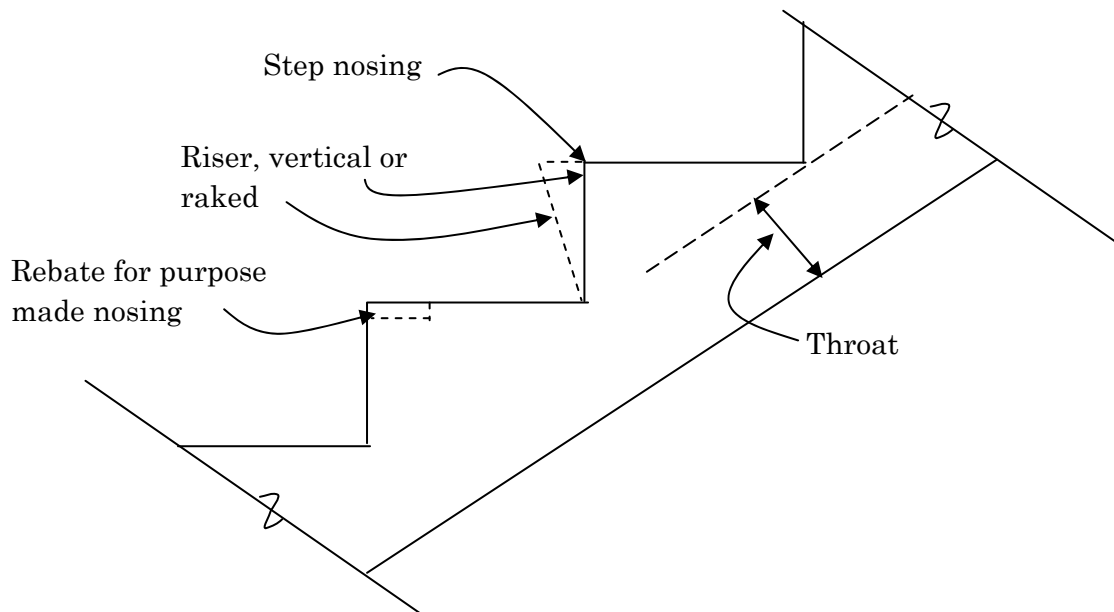 Step nosing
Riser, vertical or
raked
Rebate for purpose
made nosing
Throat